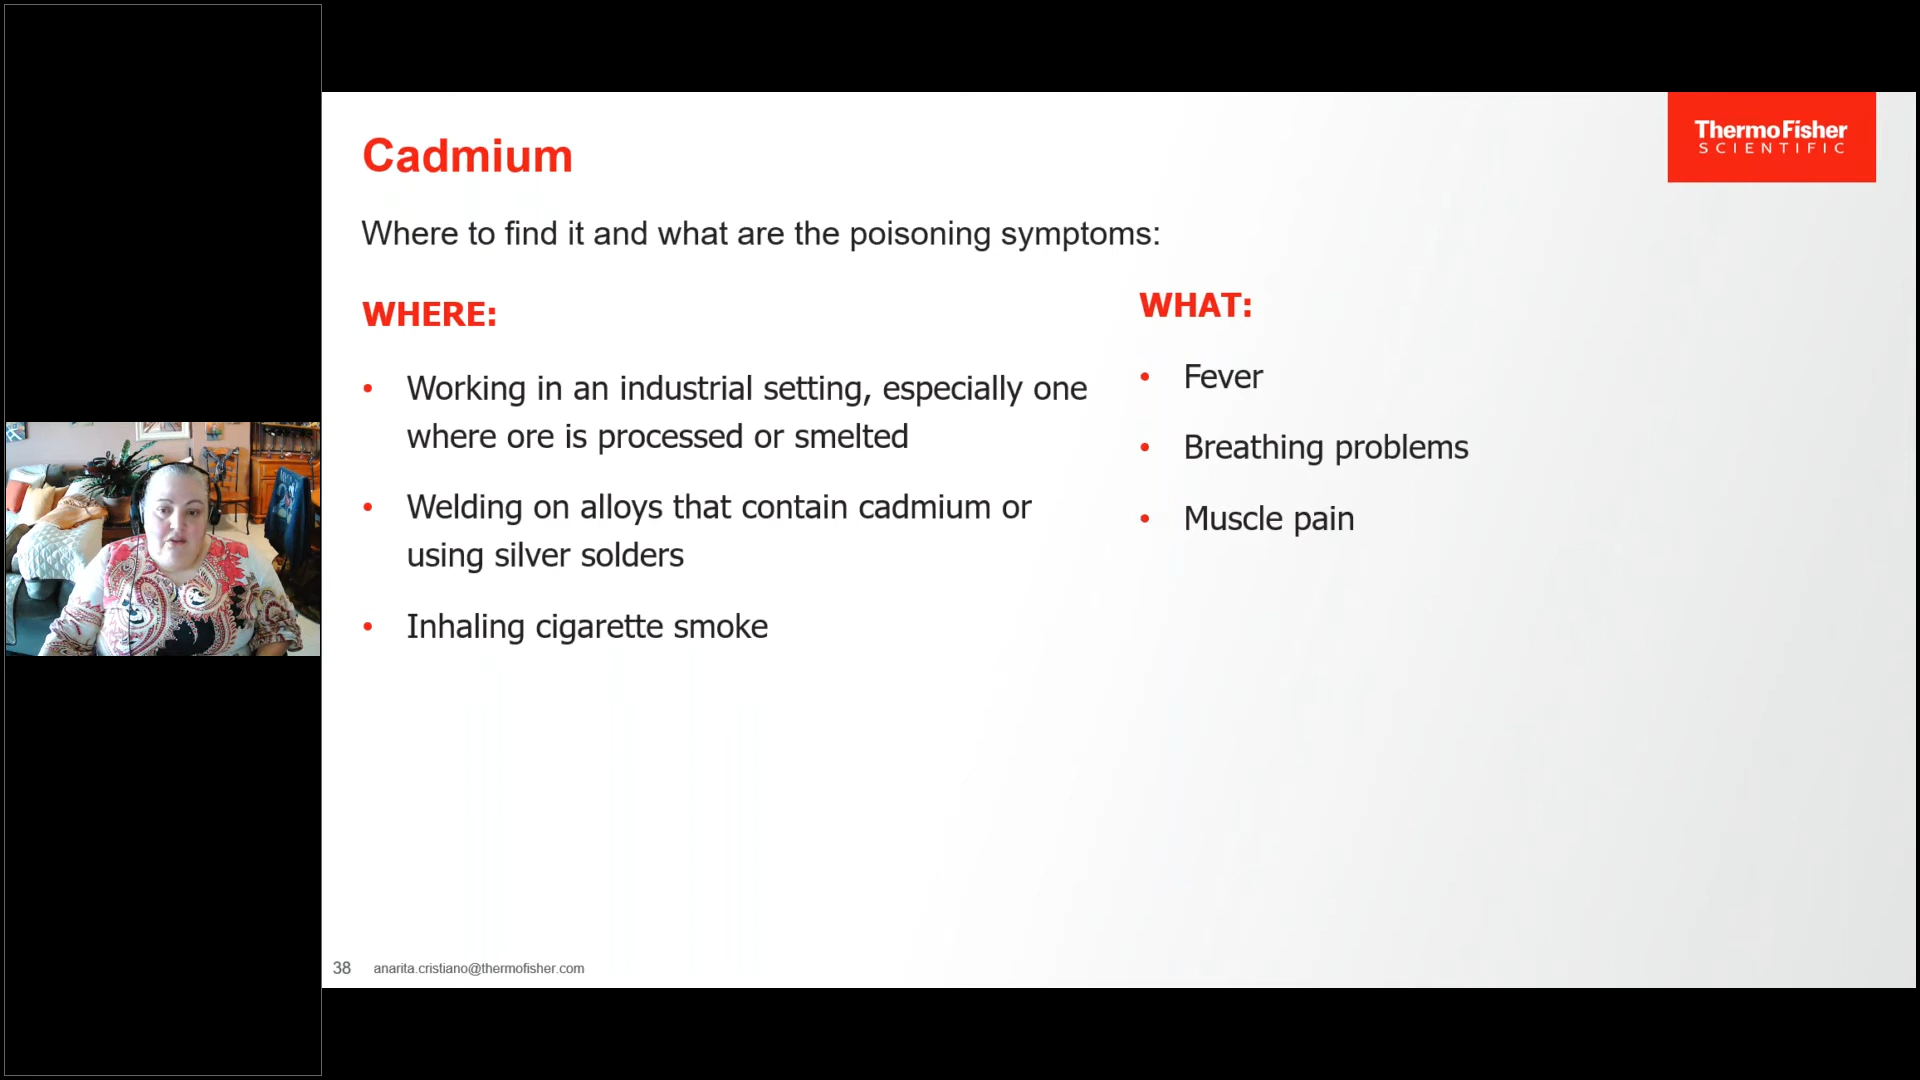 ThermoFisher
SCIENTIFIC
Cadmium
Where to find it and what are the poisoning symptoms:
WHERE:
• Working in an industrial setting, especially one
where ore is processed or smelted
• Welding on alloys that contain cadmium or
using silver solders
• Inhaling cigarette smoke
WHAT:
• Fever
• Breathing problems
• Muscle pain
38 anarita.cristiano@thermofisher.com